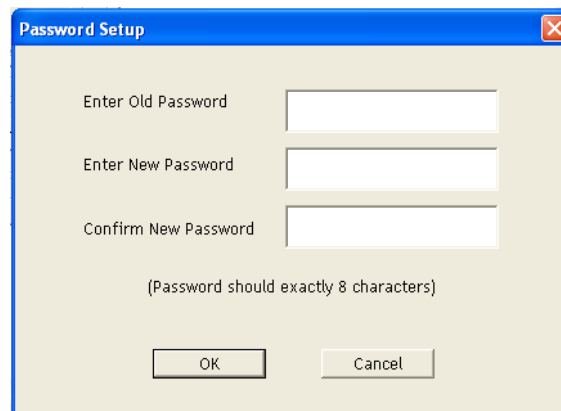 Password Setup
Enter Old Password
Enter New Password
Confirm New Password
(Password should exactly 8 characters)
OK Cancel